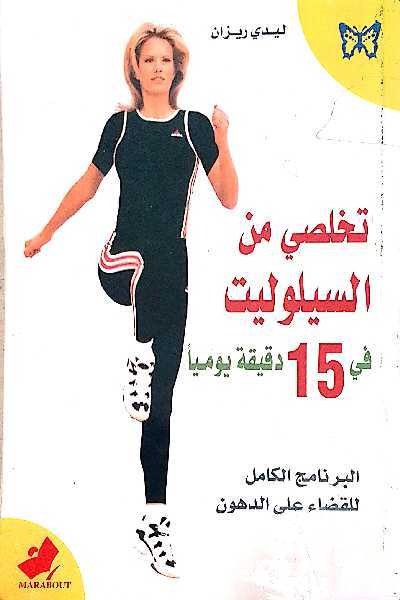 ليدي ريزان
تخلصي من
السيلوليت
في 15 دقيقة يومياً
البرنامج الكامل
للقضاء على الدهون
MARABOUT